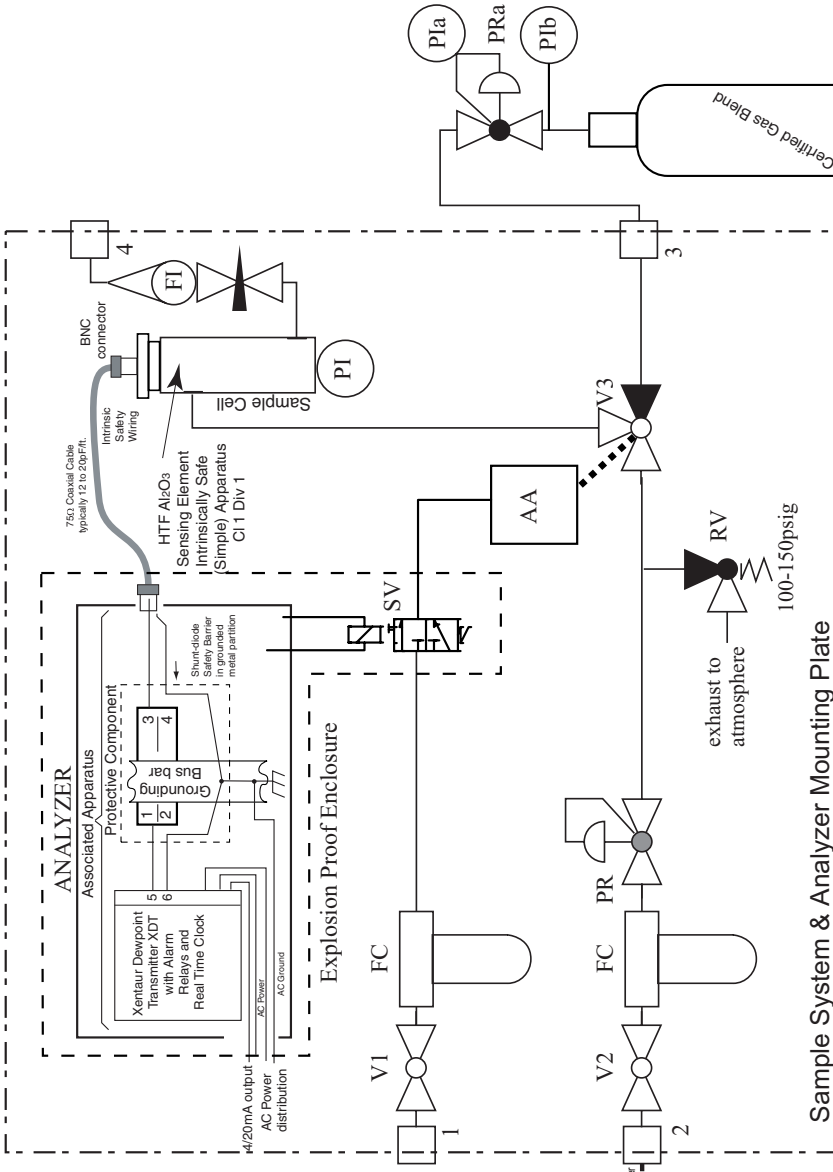 PIa
PRa
PIb
Certified Gas Blend
4
FI
BNC
connector
75Ω Coaxial Cable
typically 12 to 20pF/ft.
Intrinsic
Safety
Wiring
PI
Sample Cell
HTF Al2O3
Sensing Element
Intrinsically Safe
(Simple) Apparatus
Cl 1 Div 1
3
V3
AA
RV
100-150psig
exhaust to
atmosphere
ANALYZER
Associated Apparatus
Protective Component
Shunt-diode
Safety Barrier
in grounded
metal partition
1
2
3
4
Grounding
Bus bar
5
6
Xentaur Dewpoint
Transmitter XDT
with Alarm
Relays and
Real Time Clock
AC Power
AC Ground
4/20mA output
AC Power
distribution
Explosion Proof Enclosure
SV
FC
V1
1
PR
FC
V2
2
Sample System & Analyzer Mounting Plate